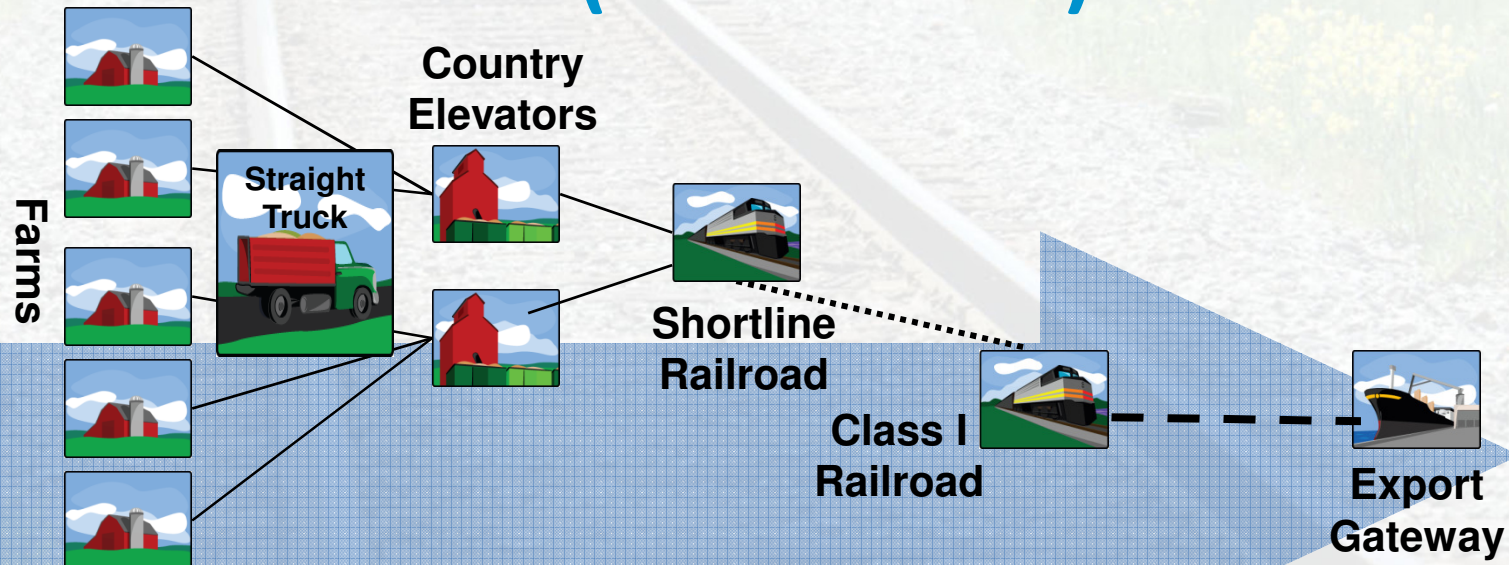 Farms
Straight
Truck
Country
Elevators
Shortline
Railroad
Class I
Railroad
Export
Gateway